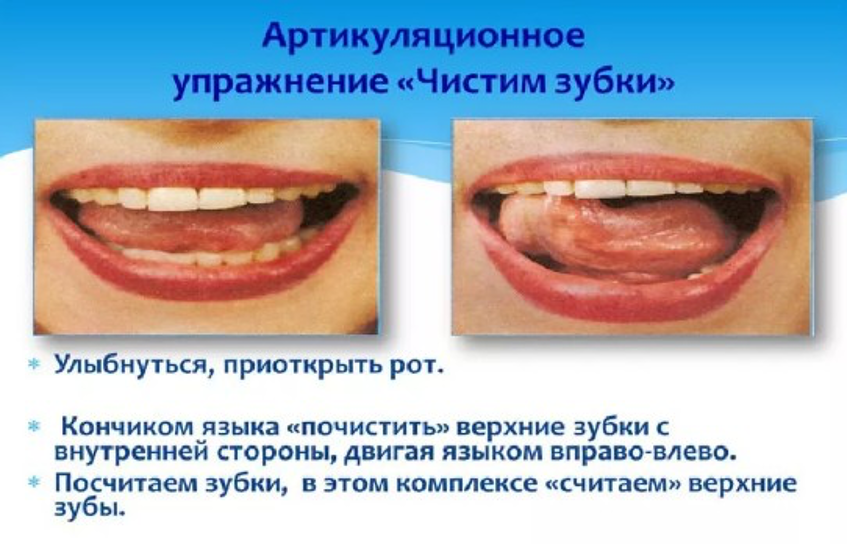 Артикуляционное
упражнение «Чистим зубки»
* Улыбнуться, приоткрыть рот.
* Кончиком языка «почистить» верхние зубки с
внутренней стороны, двигая языком вправо-влево.
* Посчитаем зубки, в этом комплексе «считаем» верхние
зубы.